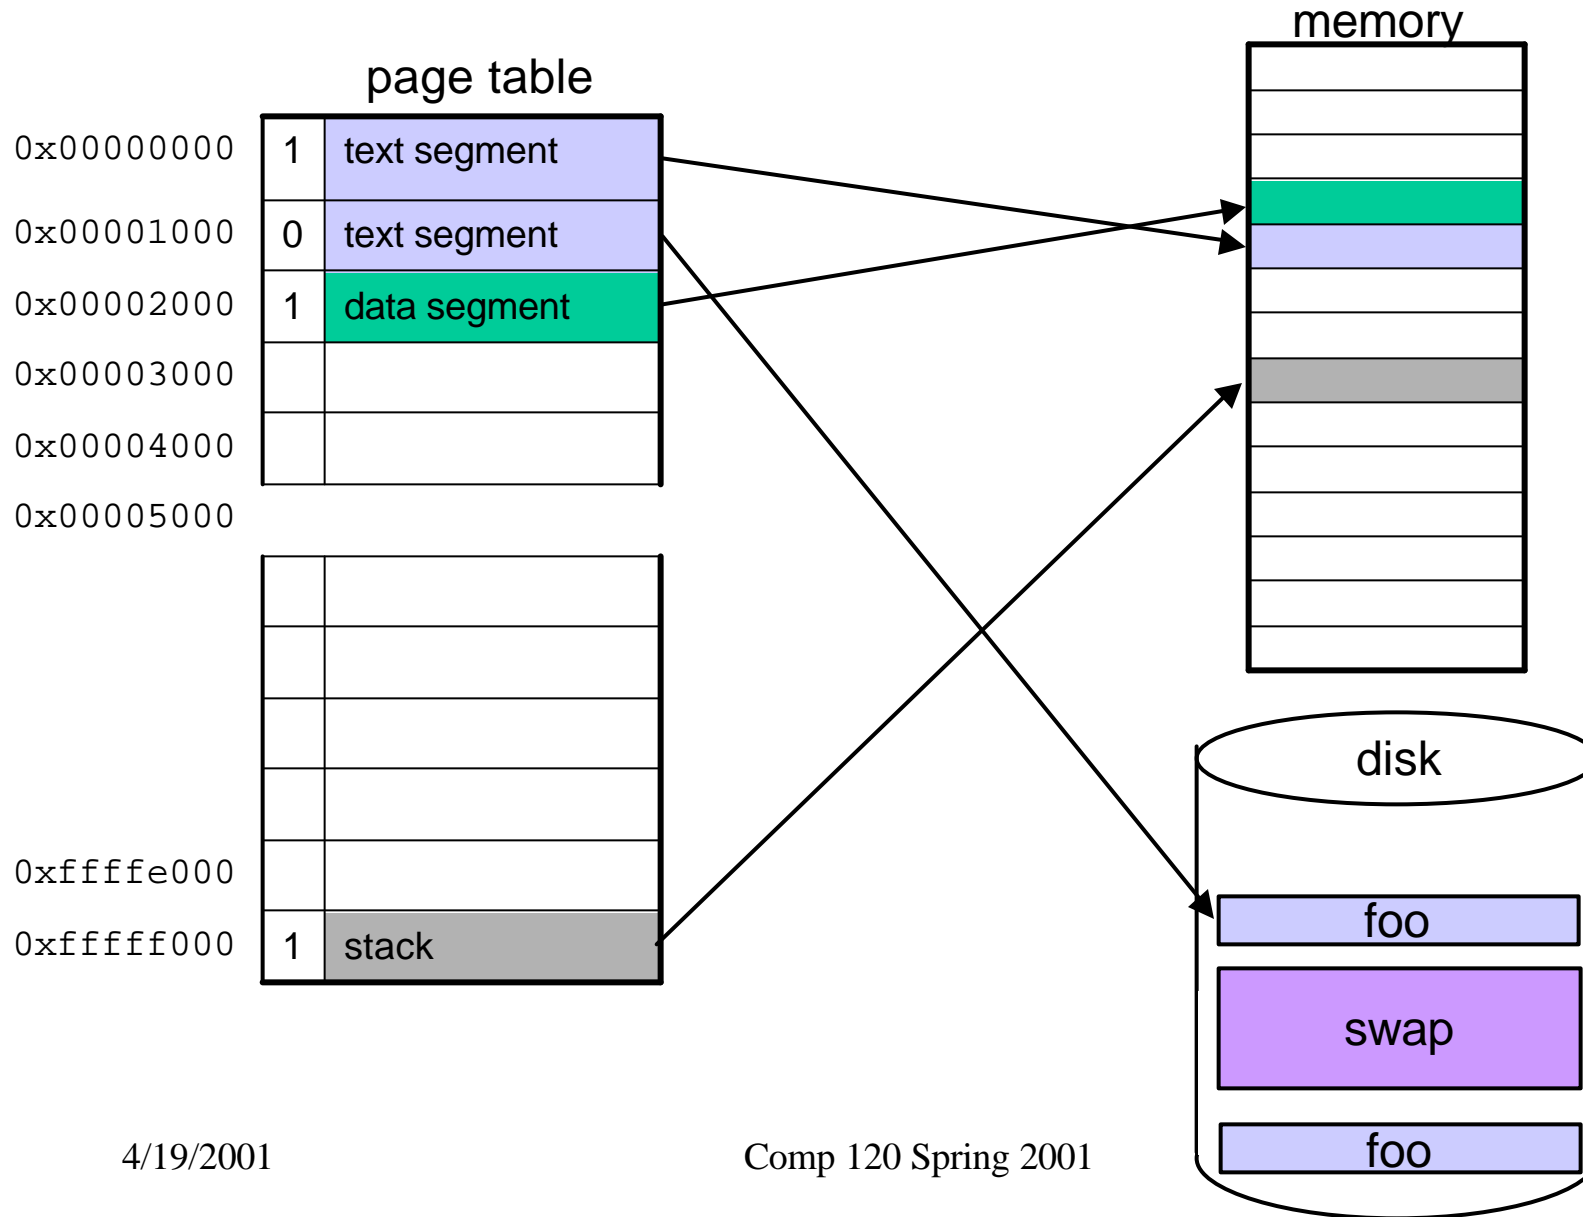 memory
page table
0x00000000 1 text segment
0x00001000 0 text segment
0x00002000 1 data segment
0x00003000
0x00004000
0x00005000
0xffffe000
0xfffff000 1 stack
disk
foo
swap
foo
4/19/2001 Comp 120 Spring 2001